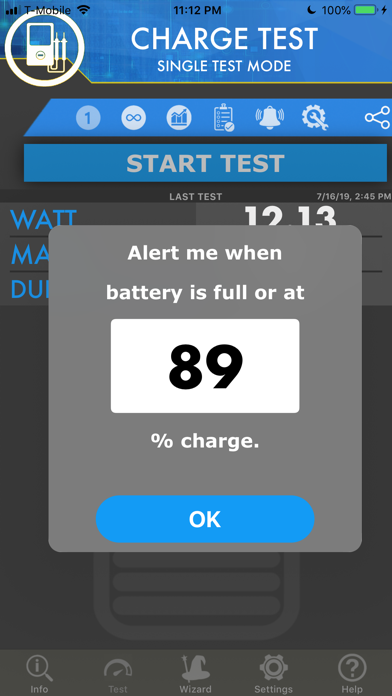 T-Mobile 11:12 PM 100%
CHARGE TEST
SINGLE TEST MODE
1
START TEST
LAST TEST 7/16/19, 2:45 PM
WATT 12.13
Alert me when
battery is full or at
89
% charge.
OK
Info Test Wizard Settings Help